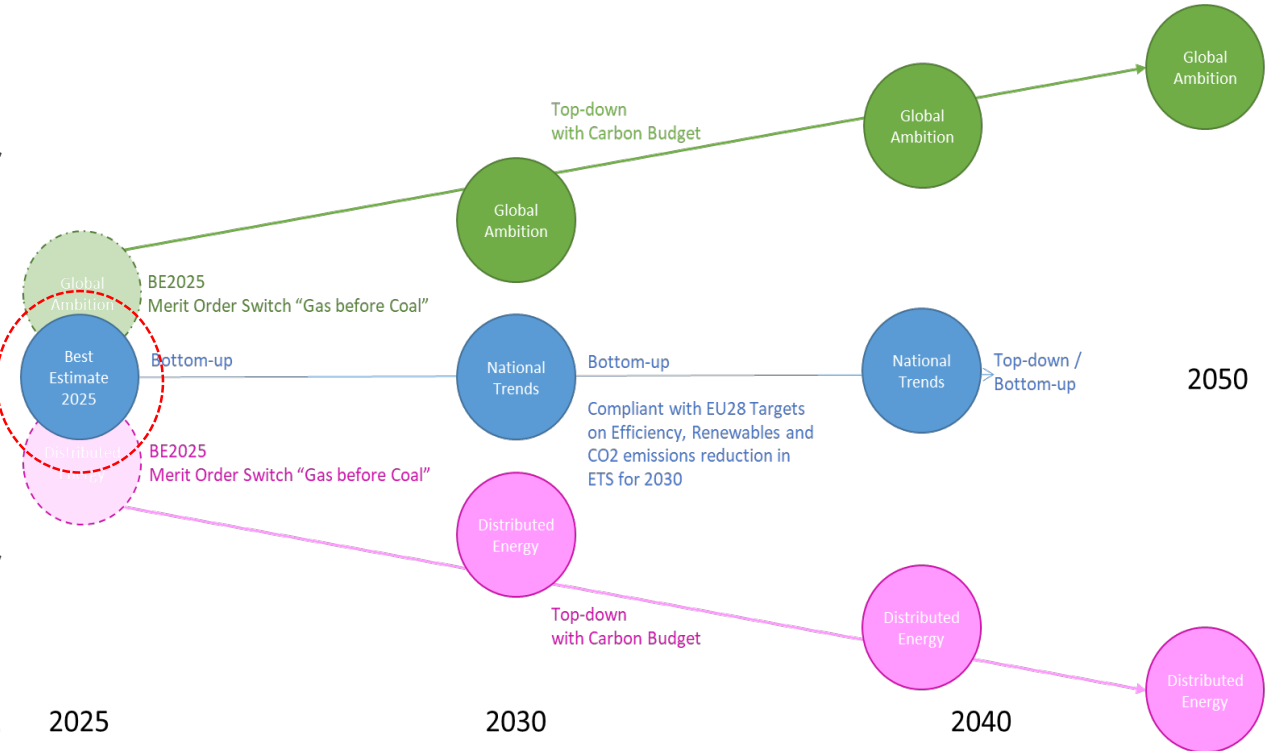 Global
Ambition
Global
Ambition
Top-down
with Carbon Budget
Global
Ambition
Global
Ambition
BE2025
Merit Order Switch “Gas before Coal”
Best
Estimate
2025
Bottom-up
National
Trends
Bottom-up
Compliant with EU28 Targets
on Efficiency, Renewables and
CO2 emissions reduction in
ETS for 2030
National
Trends
Top-down /
Bottom-up
2050
Distributed
Energy
BE2025
Merit Order Switch “Gas before Coal”
Distributed
Energy
Top-down
with Carbon Budget
Distributed
Energy
Distributed
Energy
2025
2030
2040